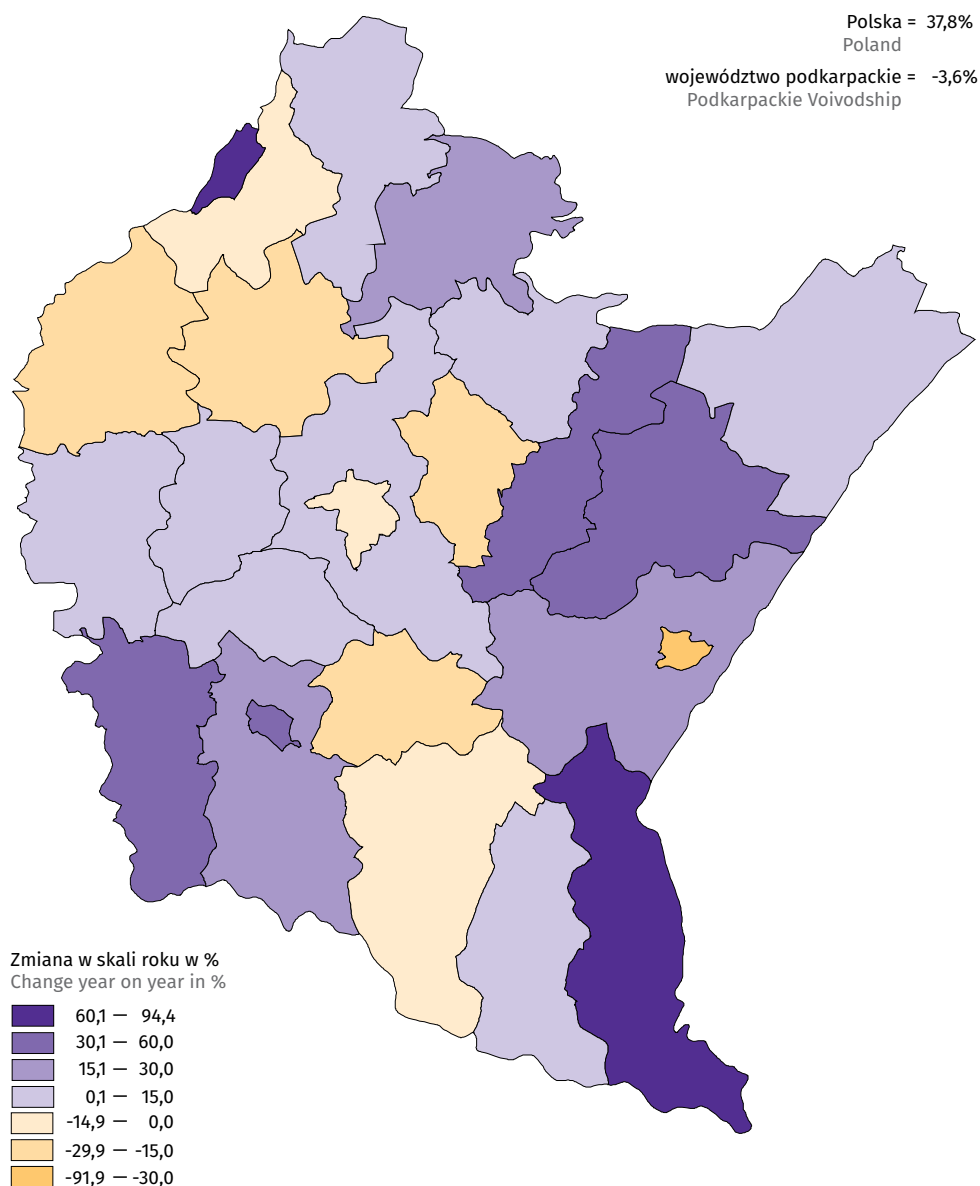 Polska = 37,8%
Poland
województwo podkarpackie = -3,6%
Podkarpackie Voivodship
Zmiana w skali roku w %
Change year on year in %
60,1 — 94,4
30,1 — 60,0
15,1 — 30,0
0,1 — 15,0
-14,9 — 0,0
-29,9 — -15,0
-91,9 — -30,0